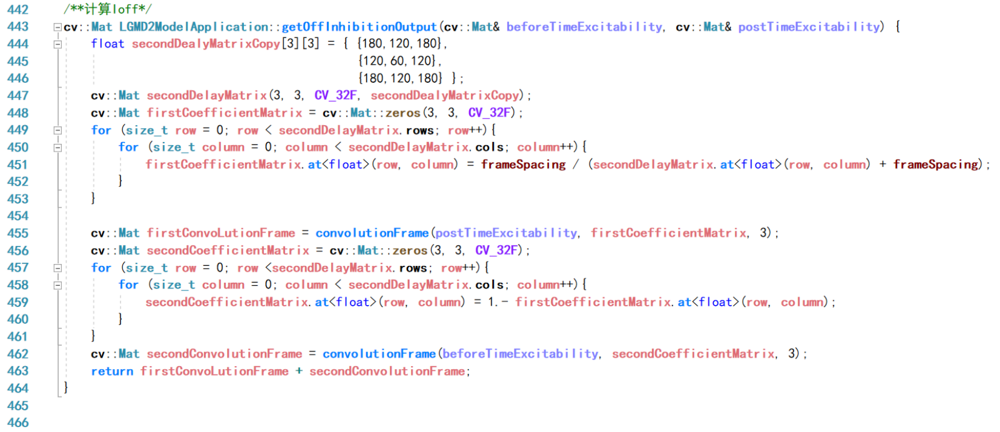 442 /**计算Ioff*/
443 cv::Mat LGMD2ModelApplication::getOffInhibitionOutput(cv::Mat& beforeTimeExcitability, cv::Mat& postTimeExcitability) {
444 float secondDealyMatrixCopy[3][3] = { {180,120,180},
445 {120,60,120},
446 {180,120,180} };
447 cv::Mat secondDelayMatrix(3, 3, CV_32F, secondDealyMatrixCopy);
448 cv::Mat firstCoefficientMatrix = cv::Mat::zeros(3, 3, CV_32F);
449 for (size_t row = 0; row < secondDelayMatrix.rows; row++){
450 for (size_t column = 0; column < secondDelayMatrix.cols; column++){
451 firstCoefficientMatrix.at<float>(row, column) = frameSpacing / (secondDelayMatrix.at<float>(row, column) + frameSpacing);
452 }
453 }
454
455 cv::Mat firstConvoLutionFrame = convolutionFrame(postTimeExcitability, firstCoefficientMatrix, 3);
456 cv::Mat secondCoefficientMatrix = cv::Mat::zeros(3, 3, CV_32F);
457 for (size_t row = 0; row <secondDelayMatrix.rows; row++){
458 for (size_t column = 0; column < secondDelayMatrix.cols; column++){
459 secondCoefficientMatrix.at<float>(row, column) = 1.- firstCoefficientMatrix.at<float>(row, column);
460 }
461 }
462 cv::Mat secondConvolutionFrame = convolutionFrame(beforeTimeExcitability, secondCoefficientMatrix, 3);
463 return firstConvoLutionFrame + secondConvolutionFrame;
464 }
465
466